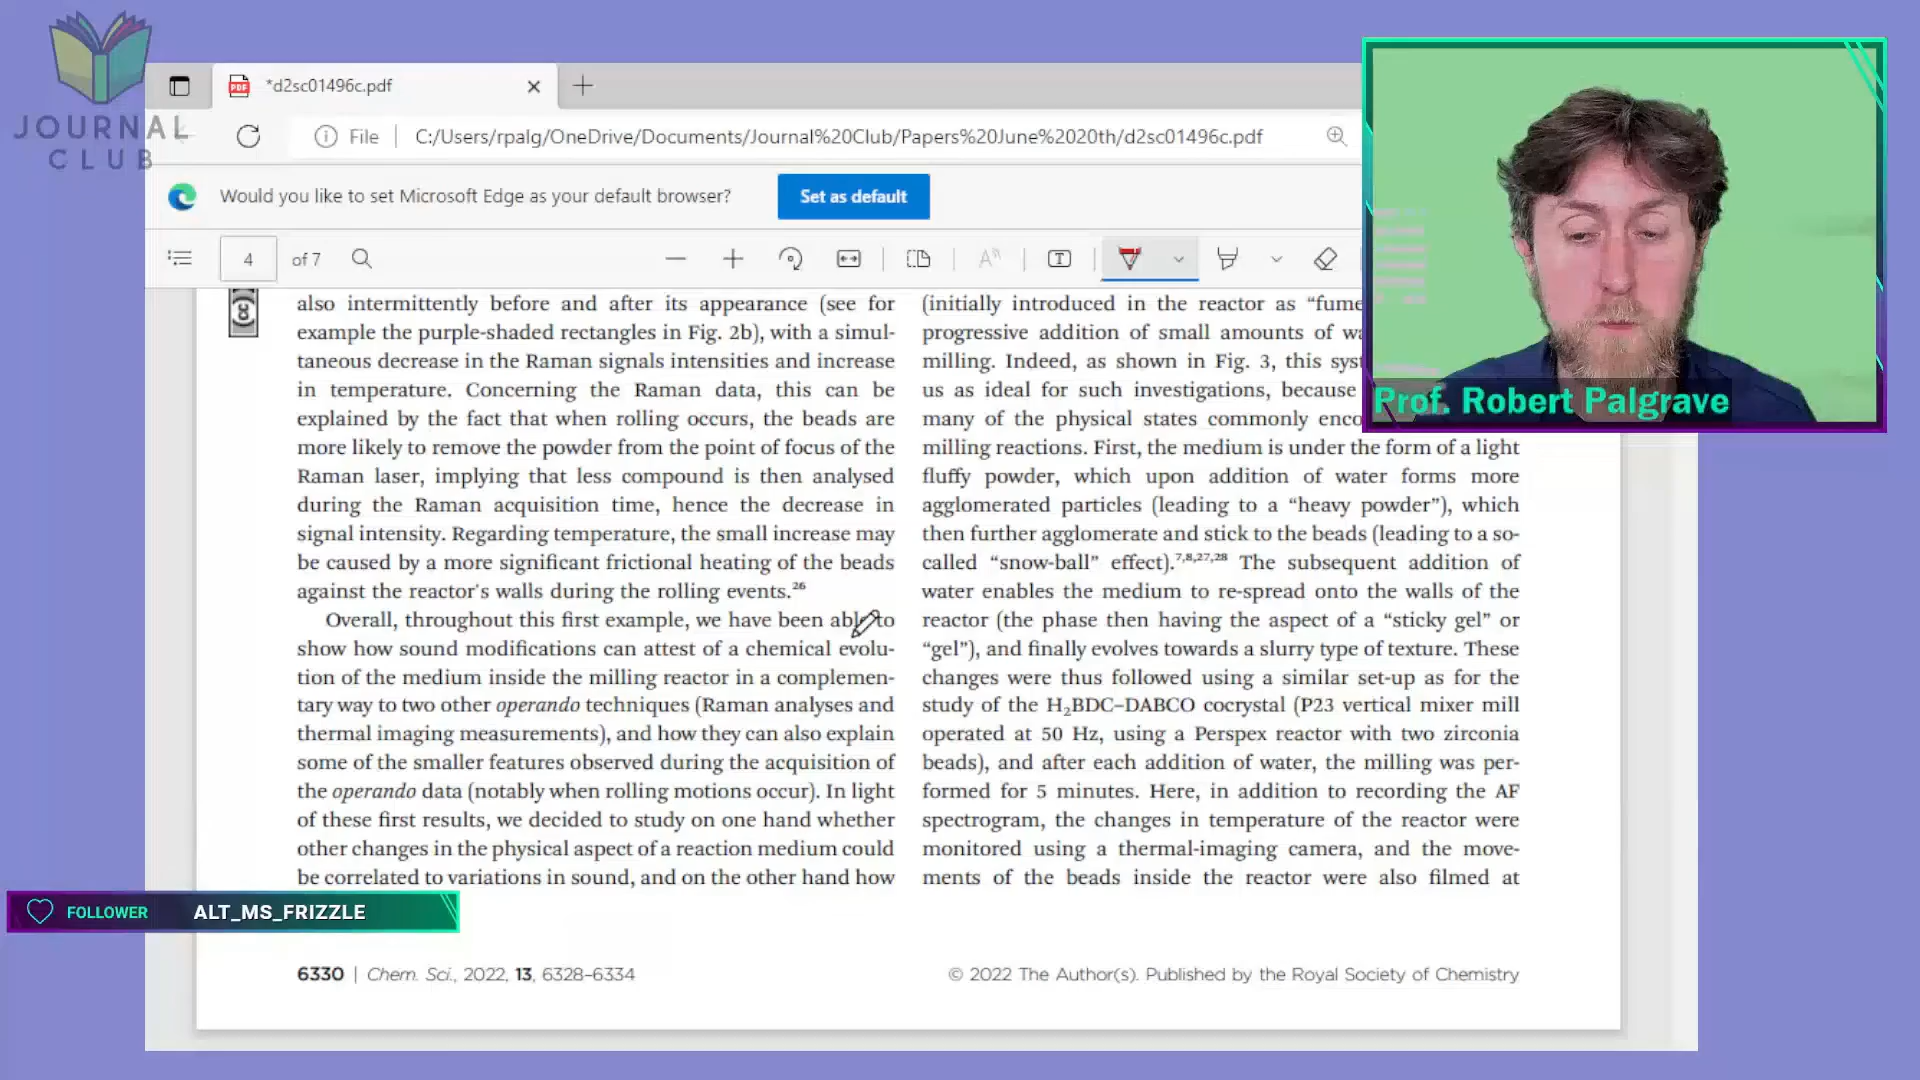 JOURNAL
CLUB
*d2sc01496c.pdf
File
C:/Users/rpalg/OneDrive/Documents/Journal%20Club/Papers%20June%2020th/d2sc01496c.pdf
Would you like to set Microsoft Edge as your default browser?
Set as default
4 of 7
also intermittently before and after its appearance (see for
example the purple-shaded rectangles in Fig. 2b), with a simul-
taneous decrease in the Raman signals intensities and increase
in temperature. Concerning the Raman data, this can be
explained by the fact that when rolling occurs, the beads are
more likely to remove the powder from the point of focus of the
Raman laser, implying that less compound is then analysed
during the Raman acquisition time, hence the decrease in
signal intensity. Regarding temperature, the small increase may
be caused by a more significant frictional heating of the beads
against the reactor's walls during the rolling events.26
Overall, throughout this first example, we have been able to
show how sound modifications can attest of a chemical evolu-
tion of the medium inside the milling reactor in a complemen-
tary way to two other operando techniques (Raman analyses and
thermal imaging measurements), and how they can also explain
some of the smaller features observed during the acquisition of
the operando data (notably when rolling motions occur). In light
of these first results, we decided to study on one hand whether
other changes in the physical aspect of a reaction medium could
be correlated to variations in sound, and on the other hand how
(initially introduced in the reactor as “fume
progressive addition of small amounts of wa
milling. Indeed, as shown in Fig. 3, this sys
us as ideal for such investigations, because
many of the physical states commonly enco
milling reactions. First, the medium is under the form of a light
fluffy powder, which upon addition of water forms more
agglomerated particles (leading to a “heavy powder”), which
then further agglomerate and stick to the beads (leading to a so-
called “snow-ball” effect).7,8,27,28 The subsequent addition of
water enables the medium to re-spread onto the walls of the
reactor (the phase then having the aspect of a “sticky gel” or
“gel”), and finally evolves towards a slurry type of texture. These
changes were thus followed using a similar set-up as for the
study of the H2BDC–DABCO cocrystal (P23 vertical mixer mill
operated at 50 Hz, using a Perspex reactor with two zirconia
beads), and after each addition of water, the milling was per-
formed for 5 minutes. Here, in addition to recording the AF
spectrogram, the changes in temperature of the reactor were
monitored using a thermal-imaging camera, and the move-
ments of the beads inside the reactor were also filmed at
6330 | Chem. Sci., 2022, 13, 6328–6334
© 2022 The Author(s). Published by the Royal Society of Chemistry
Prof. Robert Palgrave
FOLLOWER ALT_MS_FRIZZLE